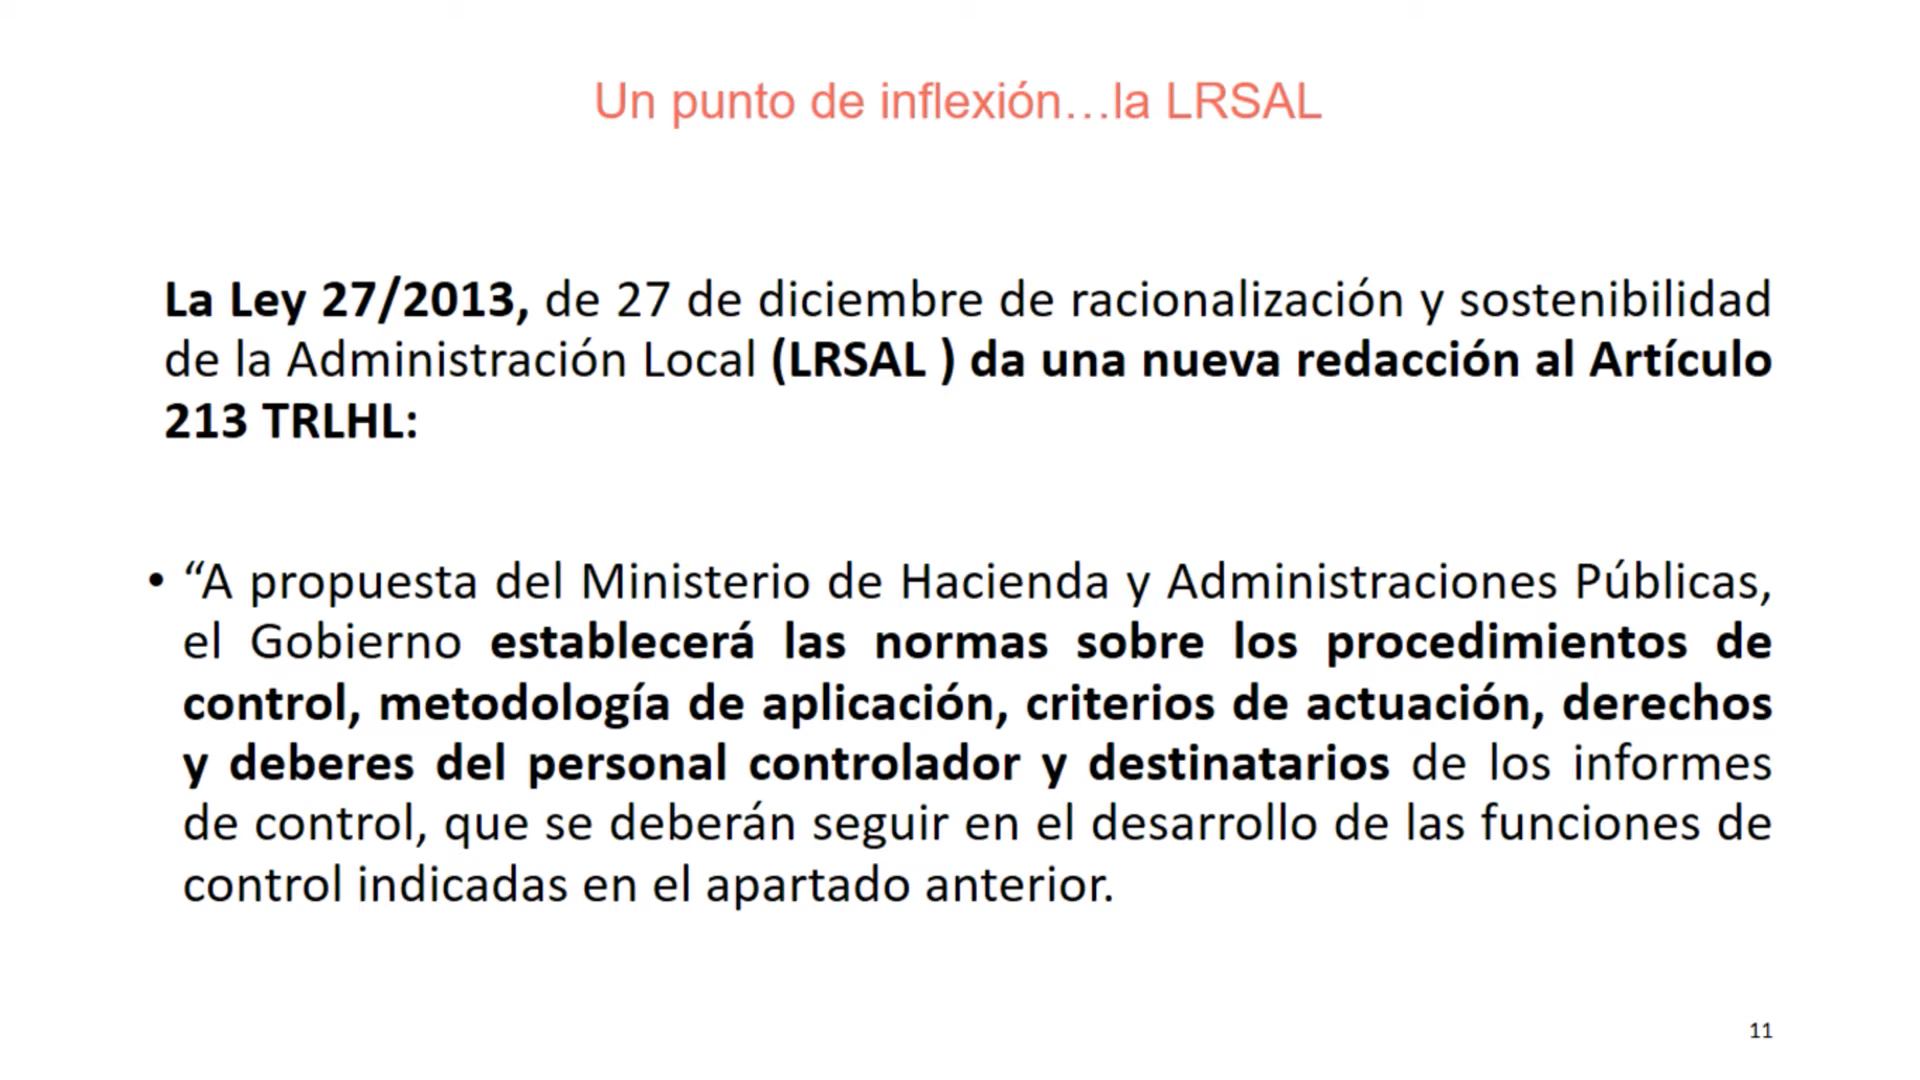 Un punto de inflexión…la LRSAL
La Ley 27/2013, de 27 de diciembre de racionalización y sostenibilidad
de la Administración Local (LRSAL ) da una nueva redacción al Artículo
213 TRLHL:
• “A propuesta del Ministerio de Hacienda y Administraciones Públicas,
el Gobierno establecerá las normas sobre los procedimientos de
control, metodología de aplicación, criterios de actuación, derechos
y deberes del personal controlador y destinatarios de los informes
de control, que se deberán seguir en el desarrollo de las funciones de
control indicadas en el apartado anterior.
11